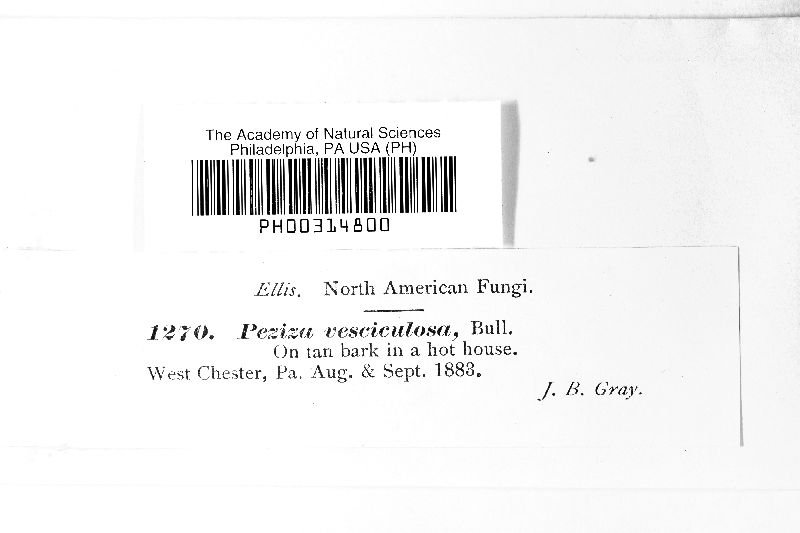 The Academy of Natural Sciences
Philadelphia, PA USA (PH)
PH00314800
Ellis. North American Fungi.
1270. Peziza vesciculosa, Bull.
On tan bark in a hot house.
West Chester, Pa. Aug. & Sept. 1883.
J. B. Gray.